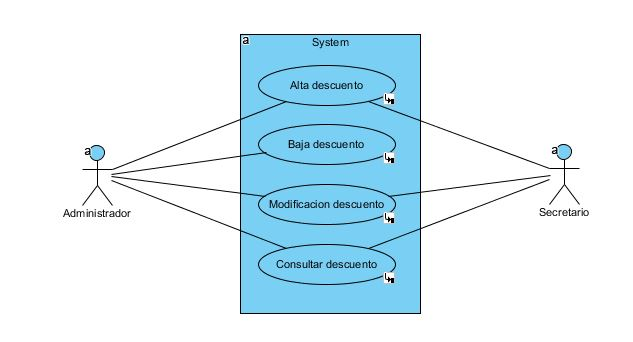 a
System
Alta descuento
Baja descuento
a
a
Modificacion descuento
Administrador
Secretario
Consultar descuento